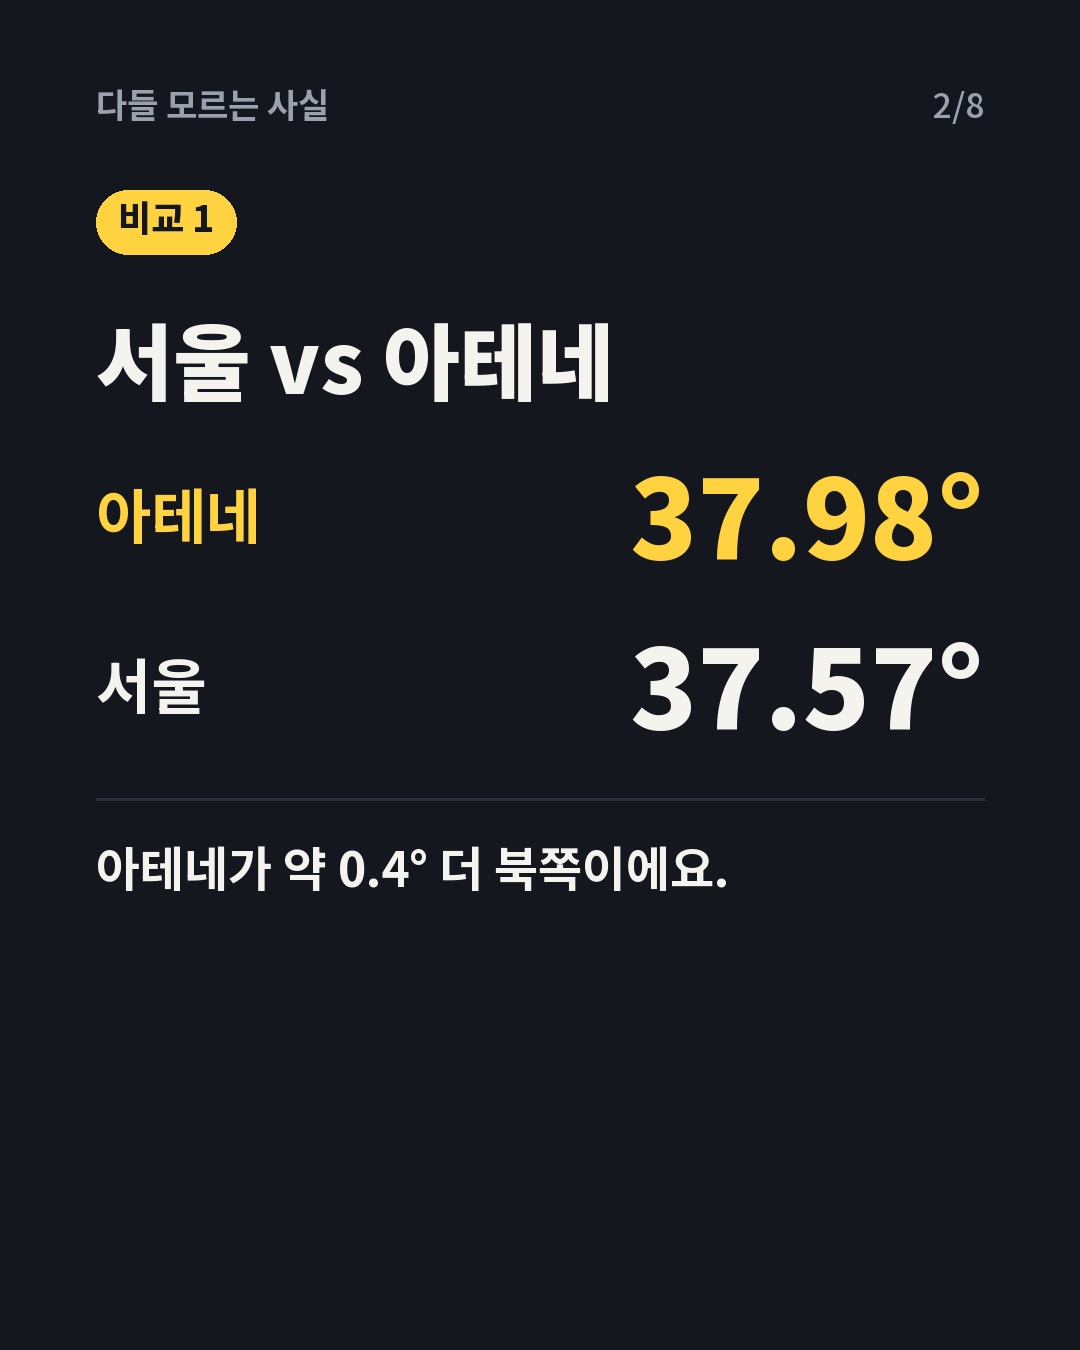 다들 모르는 사실
2/8
비교 1
서울 vs 아테네
아테네 37.98°
서울 37.57°
아테네가 약 0.4° 더 북쪽이에요.